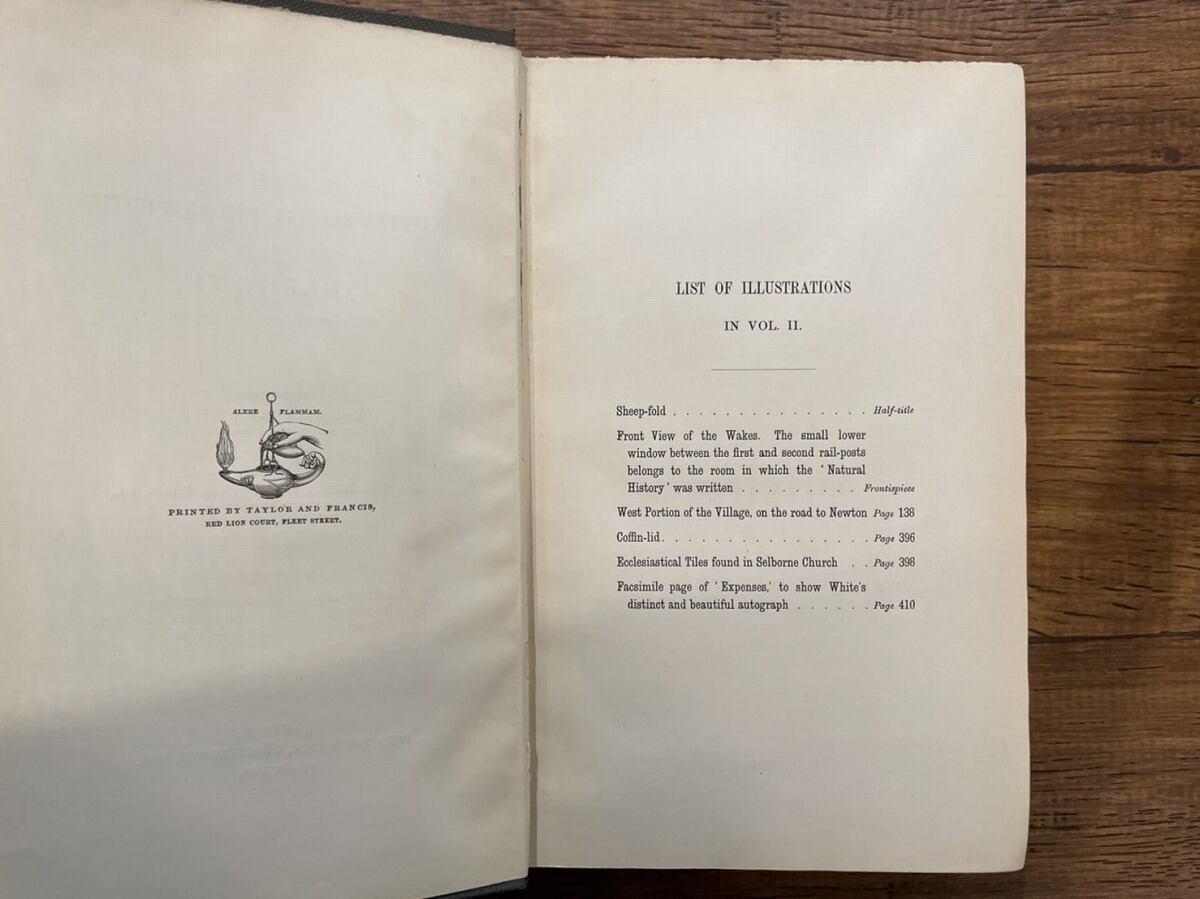 ALERE FLAMMAM.
PRINTED BY TAYLOR AND FRANCIS,
RED LION COURT, FLEET STREET.
LIST OF ILLUSTRATIONS
IN VOL. II.
Sheep-fold . . . . . . . . . . . . . . . Half-title
Front View of the Wakes. The small lower
window between the first and second rail-posts
belongs to the room in which the ' Natural
History ' was written . . . . . . . . . Frontispiece
West Portion of the Village, on the road to Newton Page 138
Coffin-lid . . . . . . . . . . . . . . . . Page 396
Ecclesiastical Tiles found in Selborne Church . . Page 398
Facsimile page of ' Expenses,' to show White's
distinct and beautiful autograph . . . . . . Page 410